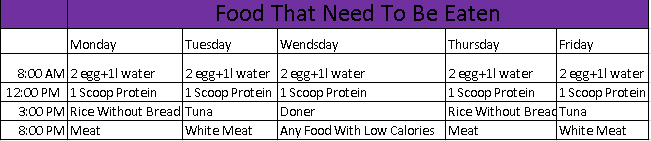 Food That Need To Be Eaten
Monday Tuesday Wendsday Thursday Friday
8:00 AM 2 egg+1l water 2 egg+1l water 2 egg+1l water 2 egg+1l water 2 egg+1l water
12:00 PM 1 Scoop Protein 1 Scoop Protein 1 Scoop Protein 1 Scoop Protein 1 Scoop Protein
3:00 PM Rice Without Bread Tuna Doner Rice Without Bread Tuna
8:00 PM Meat White Meat Any Food With Low Calories Meat White Meat